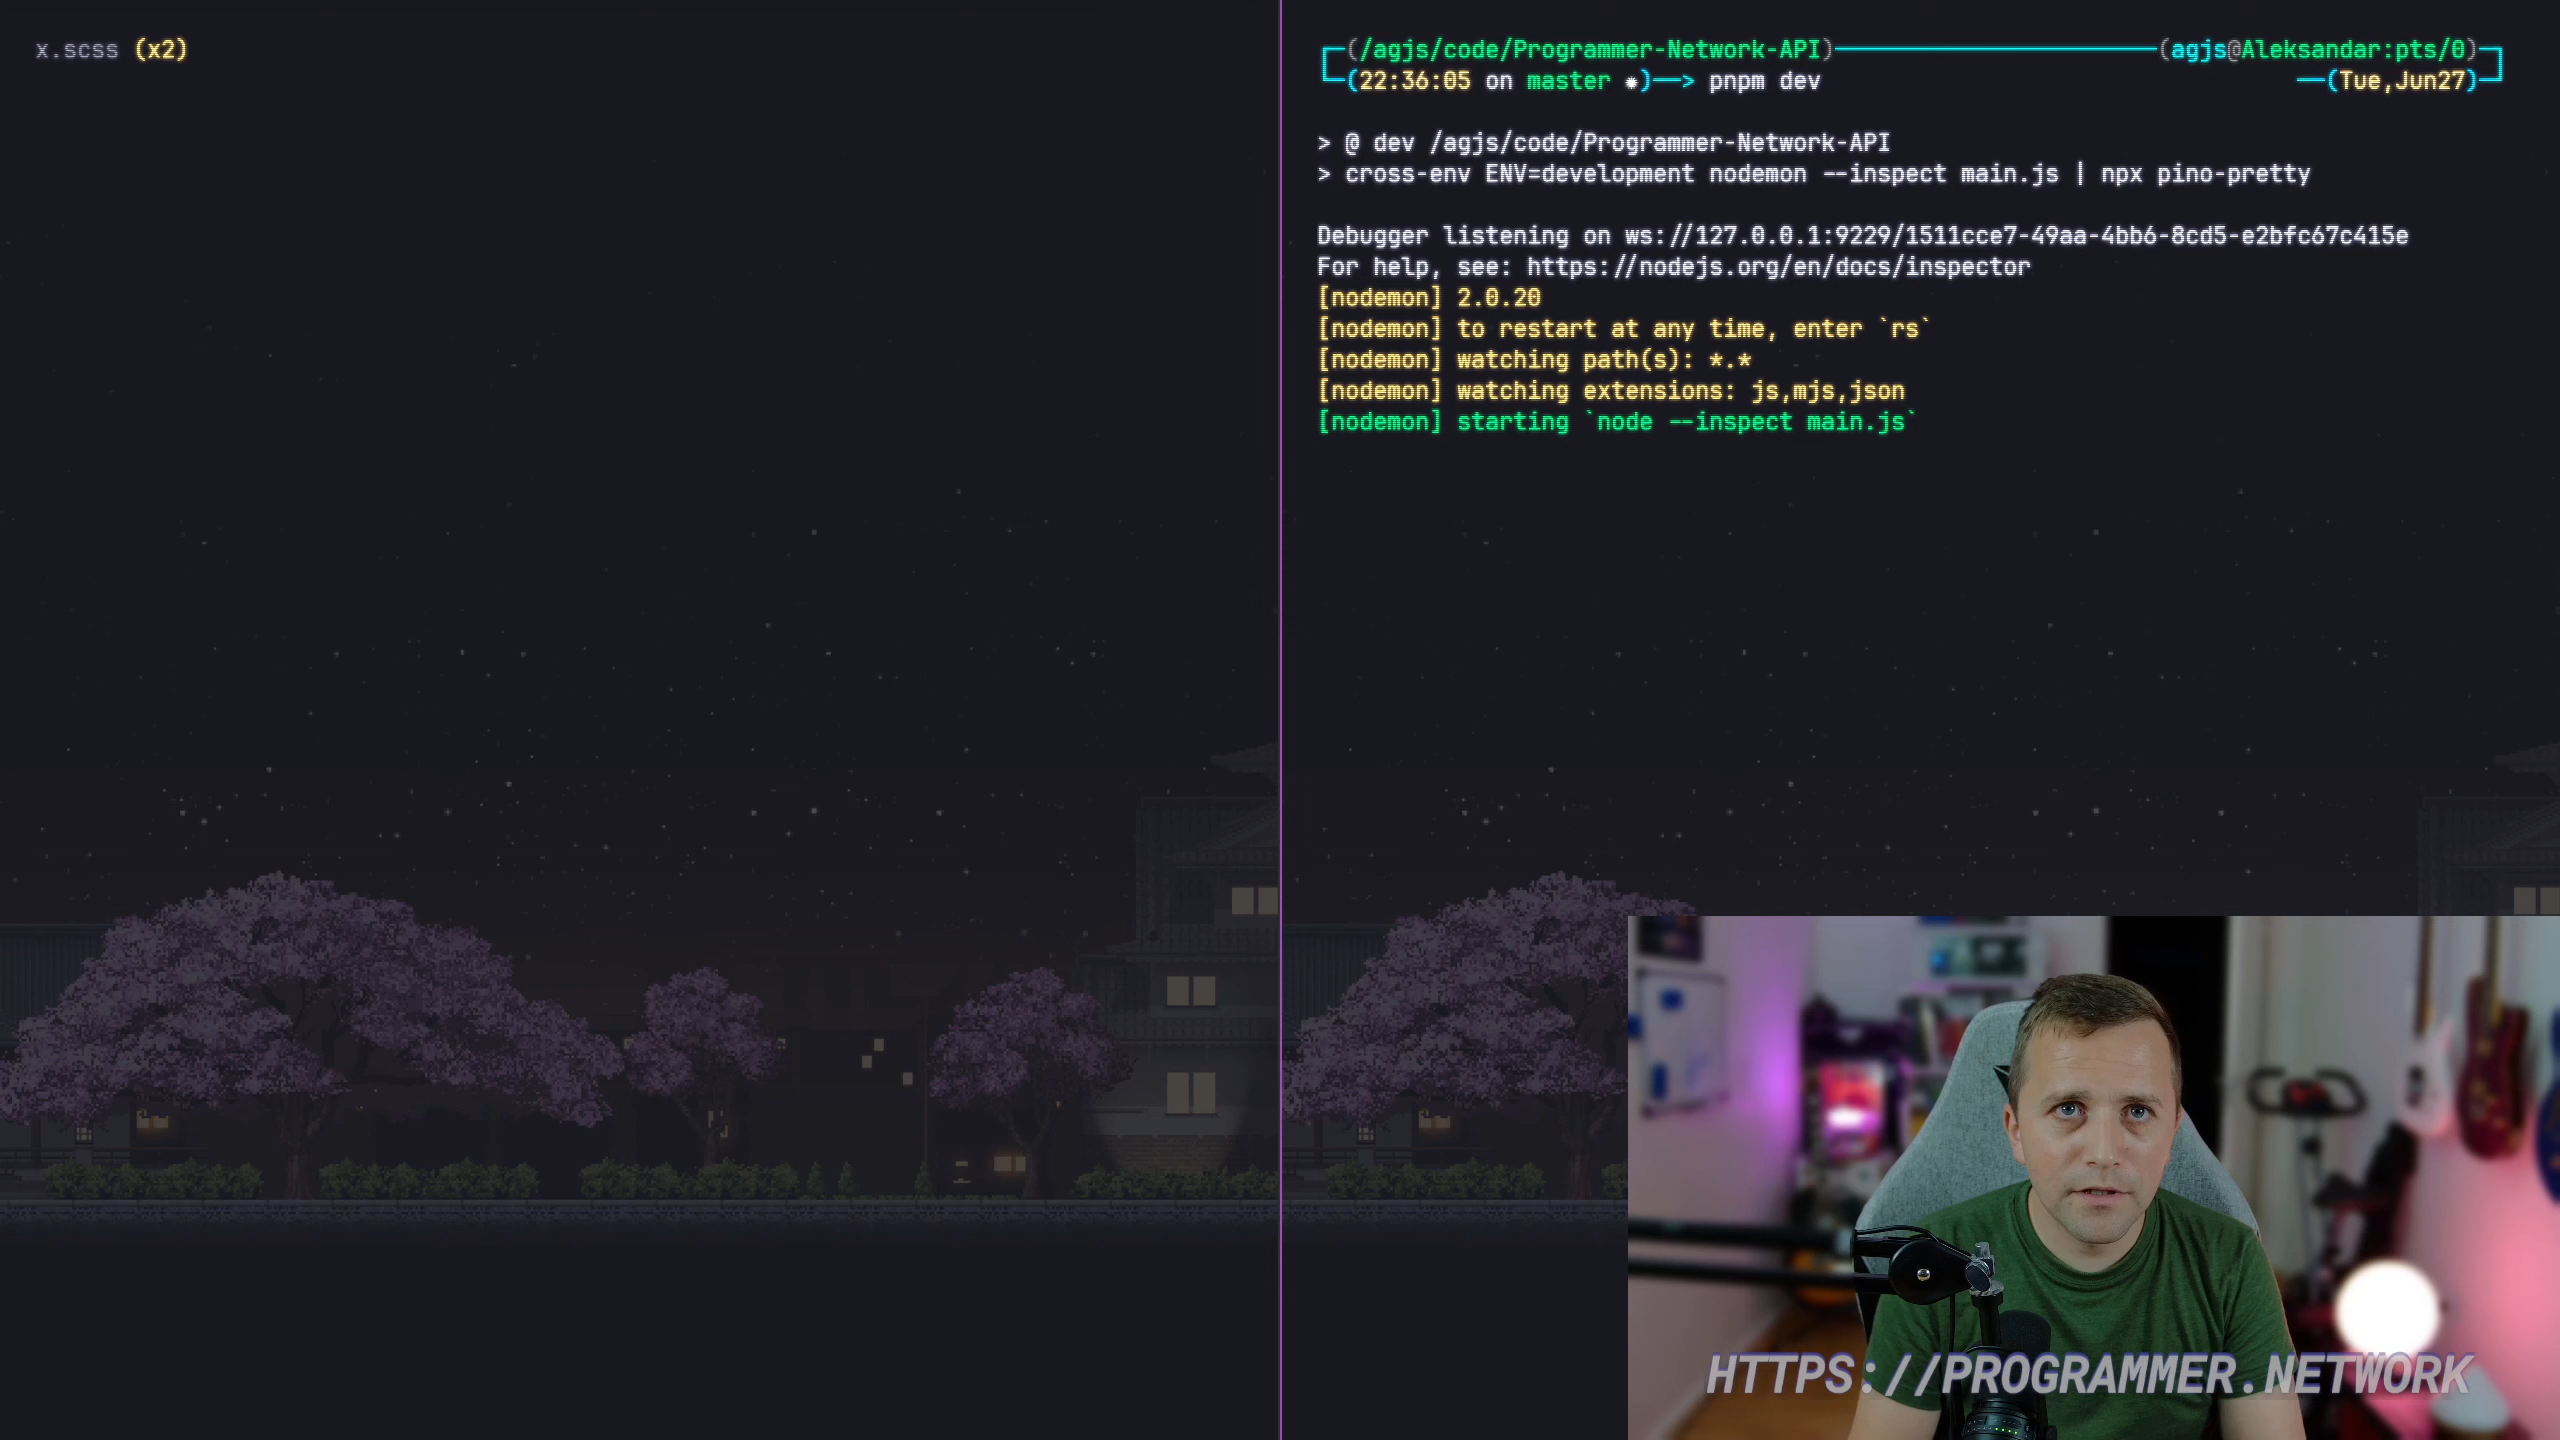 x.scss (x2)
(/agjs/code/Programmer-Network-API) (agjs@Aleksandar:pts/0)
(22:36:05 on master *)—> pnpm dev —(Tue,Jun27)
> @ dev /agjs/code/Programmer-Network-API
> cross-env ENV=development nodemon --inspect main.js | npx pino-pretty
Debugger listening on ws://127.0.0.1:9229/1511cce7-49aa-4bb6-8cd5-e2bfc67c415e
For help, see: https://nodejs.org/en/docs/inspector
[nodemon] 2.0.20
[nodemon] to restart at any time, enter `rs`
[nodemon] watching path(s): *.*
[nodemon] watching extensions: js,mjs,json
[nodemon] starting `node --inspect main.js`
HTTPS://PROGRAMMER.NETWORK